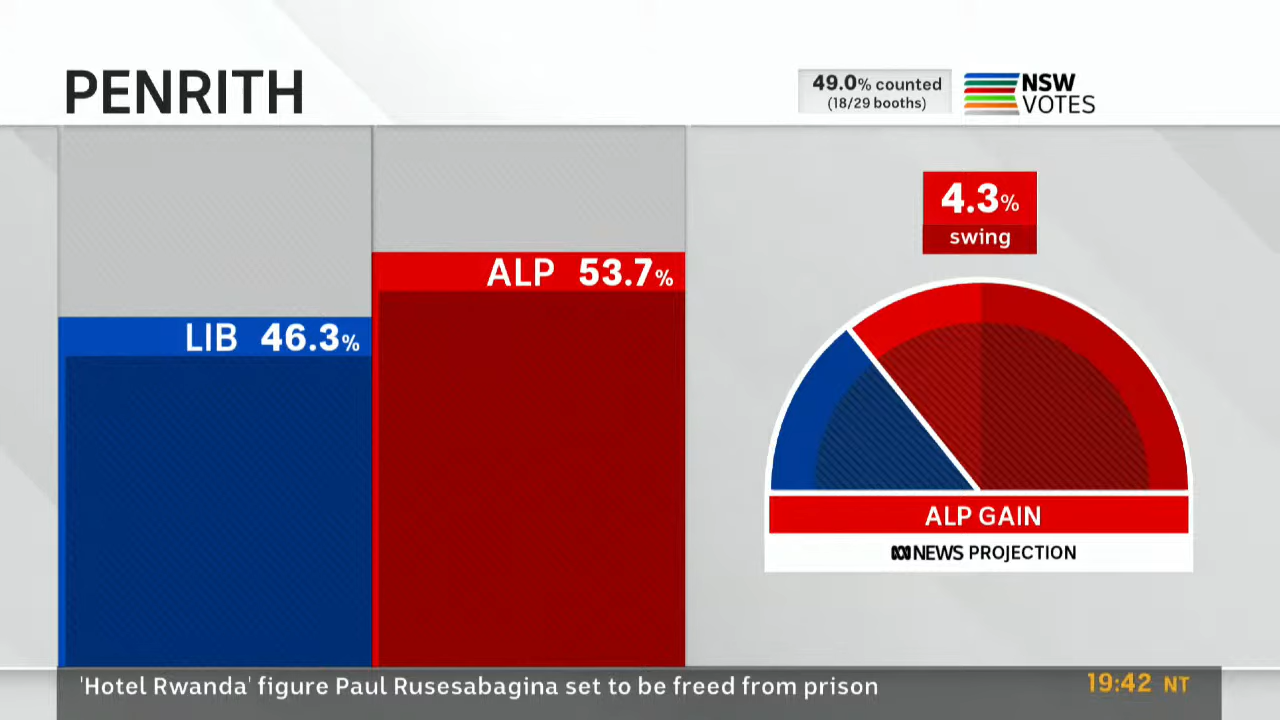 PENRITH
49.0% counted
(18/29 booths)
NSW
VOTES
4.3%
swing
ALP 53.7%
LIB 46.3%
ALP GAIN
ABC NEWS PROJECTION
'Hotel Rwanda' figure Paul Rusesabagina set to be freed from prison
19:42 NT